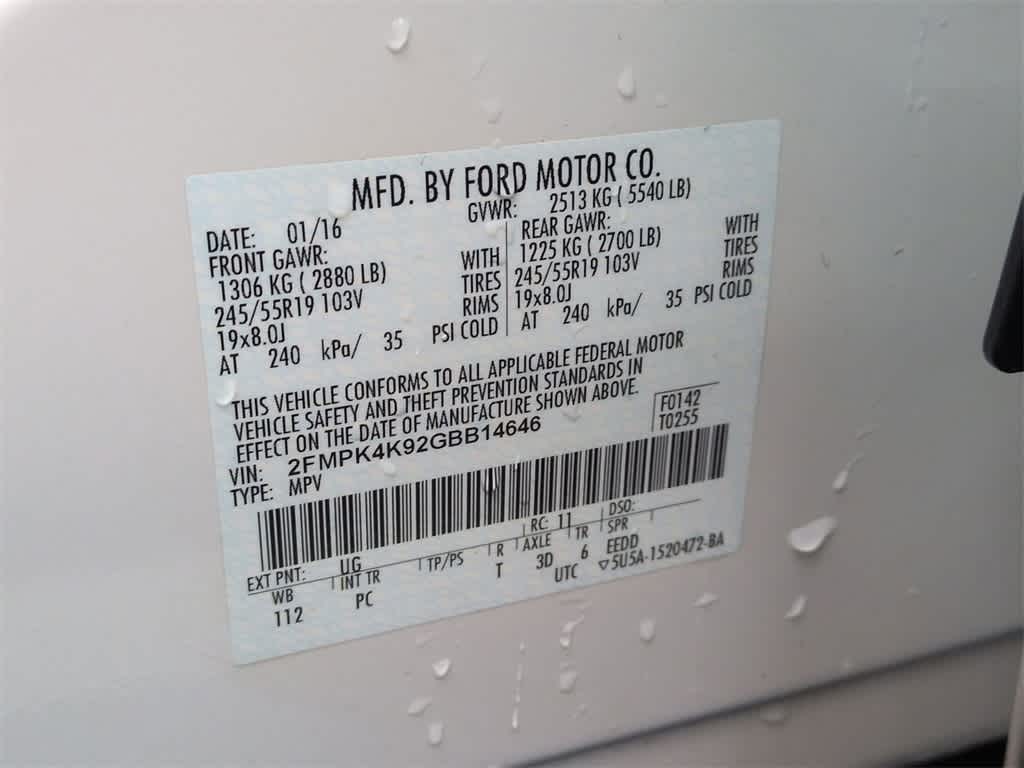 MFD. BY FORD MOTOR CO.
DATE: 01/16 GVWR: 2513 KG ( 5540 LB)
FRONT GAWR: WITH REAR GAWR: WITH
1306 KG ( 2880 LB) TIRES 1225 KG ( 2700 LB) TIRES
245/55R19 103V RIMS 245/55R19 103V RIMS
19x8.0J 19x8.0J
AT 240 kPa/ 35 PSI COLD AT 240 kPa/ 35 PSI COLD
THIS VEHICLE CONFORMS TO ALL APPLICABLE FEDERAL MOTOR
VEHICLE SAFETY AND THEFT PREVENTION STANDARDS IN
EFFECT ON THE DATE OF MANUFACTURE SHOWN ABOVE.
F0142
T0255
VIN: 2FMPK4K92GBB14646
TYPE: MPV
EXT PNT: UG RC: 11 DSO:
WB INT TR TP/PS R AXLE TR SPR
112 PC T 3D 6 EEDD
UTC ▽5U5A-1520472-BA